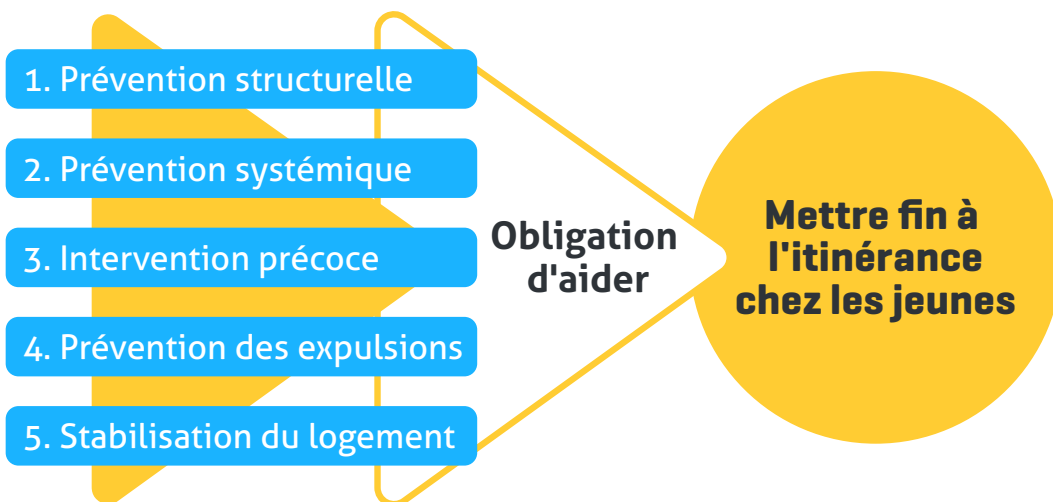 1. Prévention structurelle
2. Prévention systémique
3. Intervention précoce
4. Prévention des expulsions
5. Stabilisation du logement
Obligation
d'aider
Mettre fin à
l'itinérance
chez les jeunes